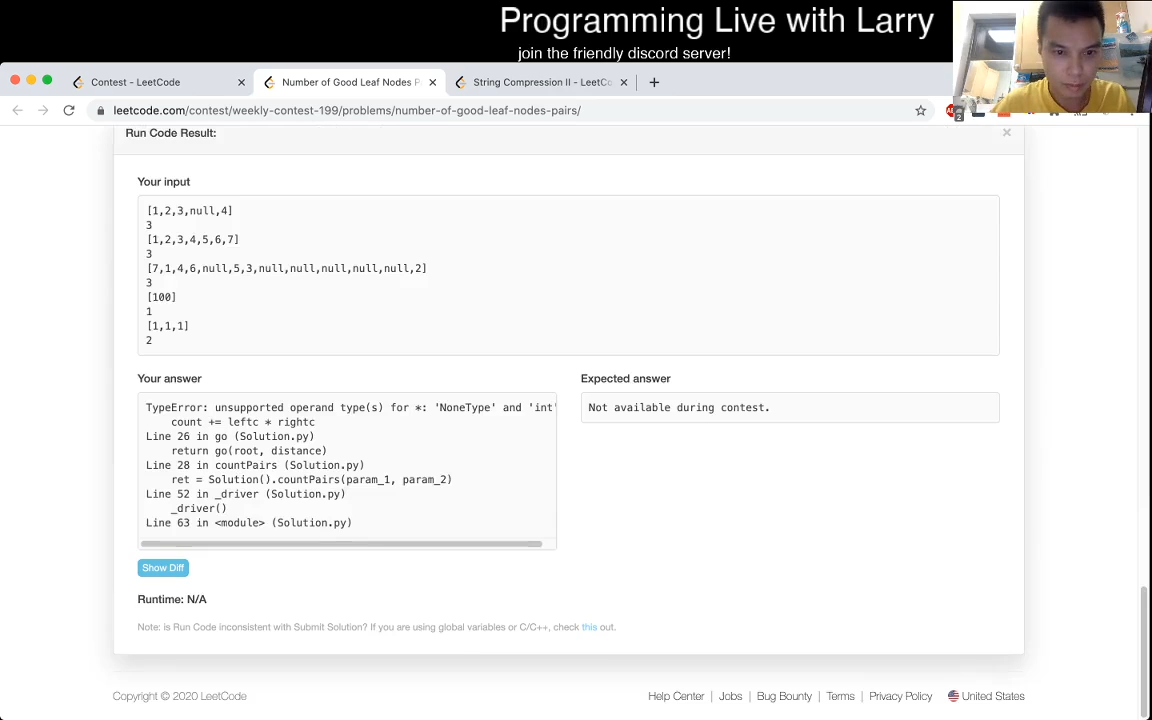 Programming Live with Larry
join the friendly discord server!
Contest - LeetCode
Number of Good Leaf Nodes P
String Compression II - LeetCo
leetcode.com/contest/weekly-contest-199/problems/number-of-good-leaf-nodes-pairs/
2
Run Code Result:
Your input
[1,2,3,null,4]
3
[1,2,3,4,5,6,7]
3
[7,1,4,6,null,5,3,null,null,null,null,null,2]
3
[100]
1
[1,1,1]
2
Your answer
Expected answer
TypeError: unsupported operand type(s) for *: 'NoneType' and 'int'
count += leftc * rightc
Line 26 in go (Solution.py)
return go(root, distance)
Line 28 in countPairs (Solution.py)
ret = Solution().countPairs(param_1, param_2)
Line 52 in _driver (Solution.py)
_driver()
Line 63 in <module> (Solution.py)
Not available during contest.
Show Diff
Runtime: N/A
Note: is Run Code inconsistent with Submit Solution? If you are using global variables or C/C++, check this out.
Copyright © 2020 LeetCode
Help Center | Jobs | Bug Bounty | Terms | Privacy Policy United States